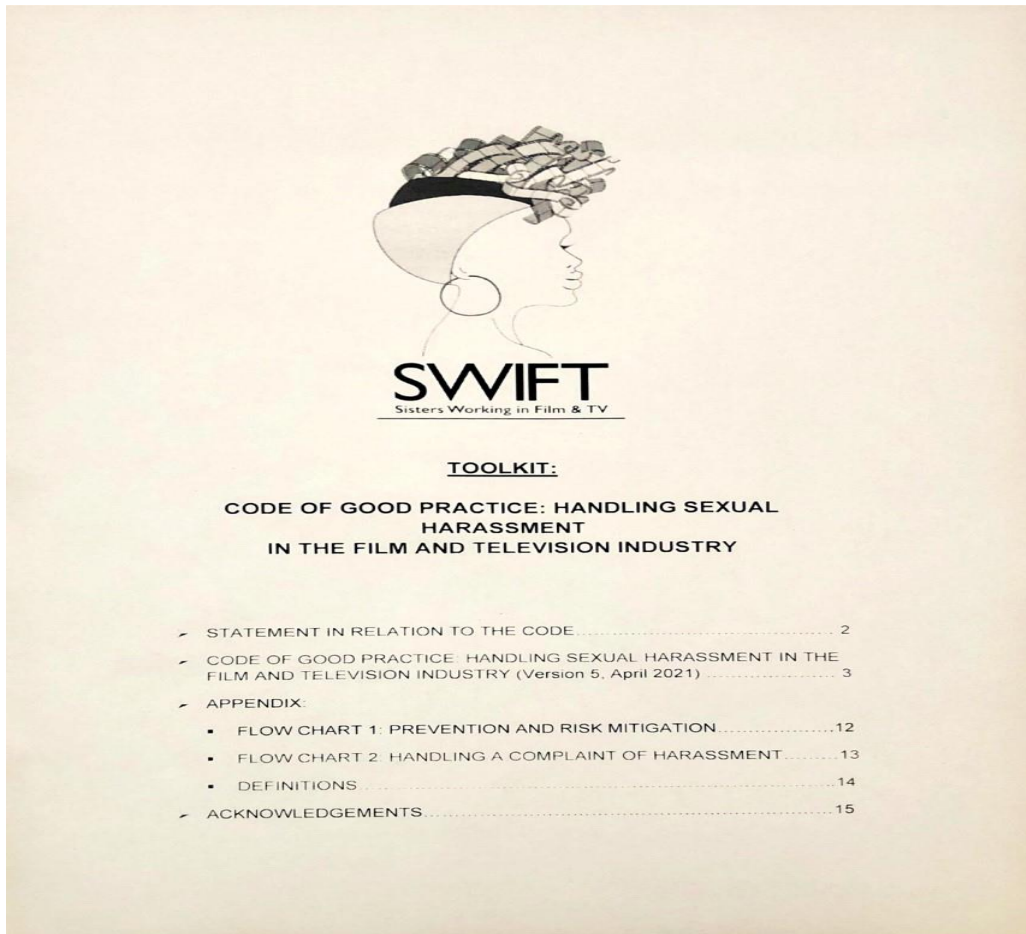 SWIFT
Sisters Working in Film & TV
TOOLKIT:
CODE OF GOOD PRACTICE: HANDLING SEXUAL
HARASSMENT
IN THE FILM AND TELEVISION INDUSTRY
➢ STATEMENT IN RELATION TO THE CODE.......................................... 2
➢ CODE OF GOOD PRACTICE: HANDLING SEXUAL HARASSMENT IN THE
FILM AND TELEVISION INDUSTRY (Version 5, April 2021) ..................... 3
➢ APPENDIX:
▪ FLOW CHART 1: PREVENTION AND RISK MITIGATION...................12
▪ FLOW CHART 2: HANDLING A COMPLAINT OF HARASSMENT.........13
▪ DEFINITIONS..............................................................................14
➢ ACKNOWLEDGEMENTS.....................................................................15